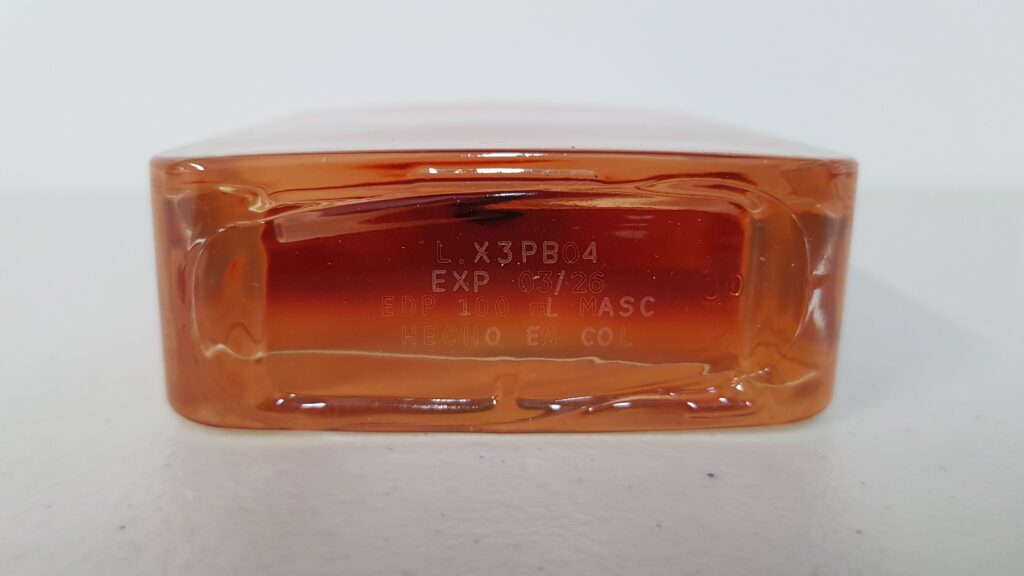 L.X3PB04
EXP 03/26
EDP 100 mL MASC
HECHO EN COL